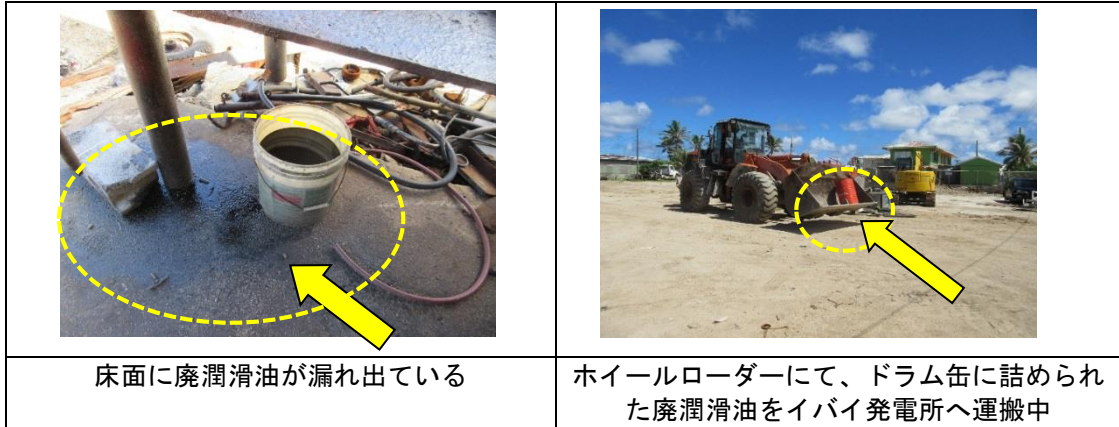 床面に廃潤滑油が漏れ出ている
ホイールローダーにて、ドラム缶に詰められ
た廃潤滑油をイバイ発電所へ運搬中